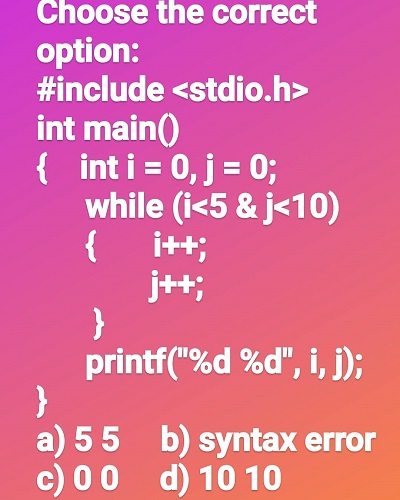 Choose the correct
option:
#include <stdio.h>
int main()
{ int i = 0, j = 0;
while (i<5 & j<10)
{ i++;
j++;
}
printf("%d %d", i, j);
}
a) 5 5 b) syntax error
c) 0 0 d) 10 10